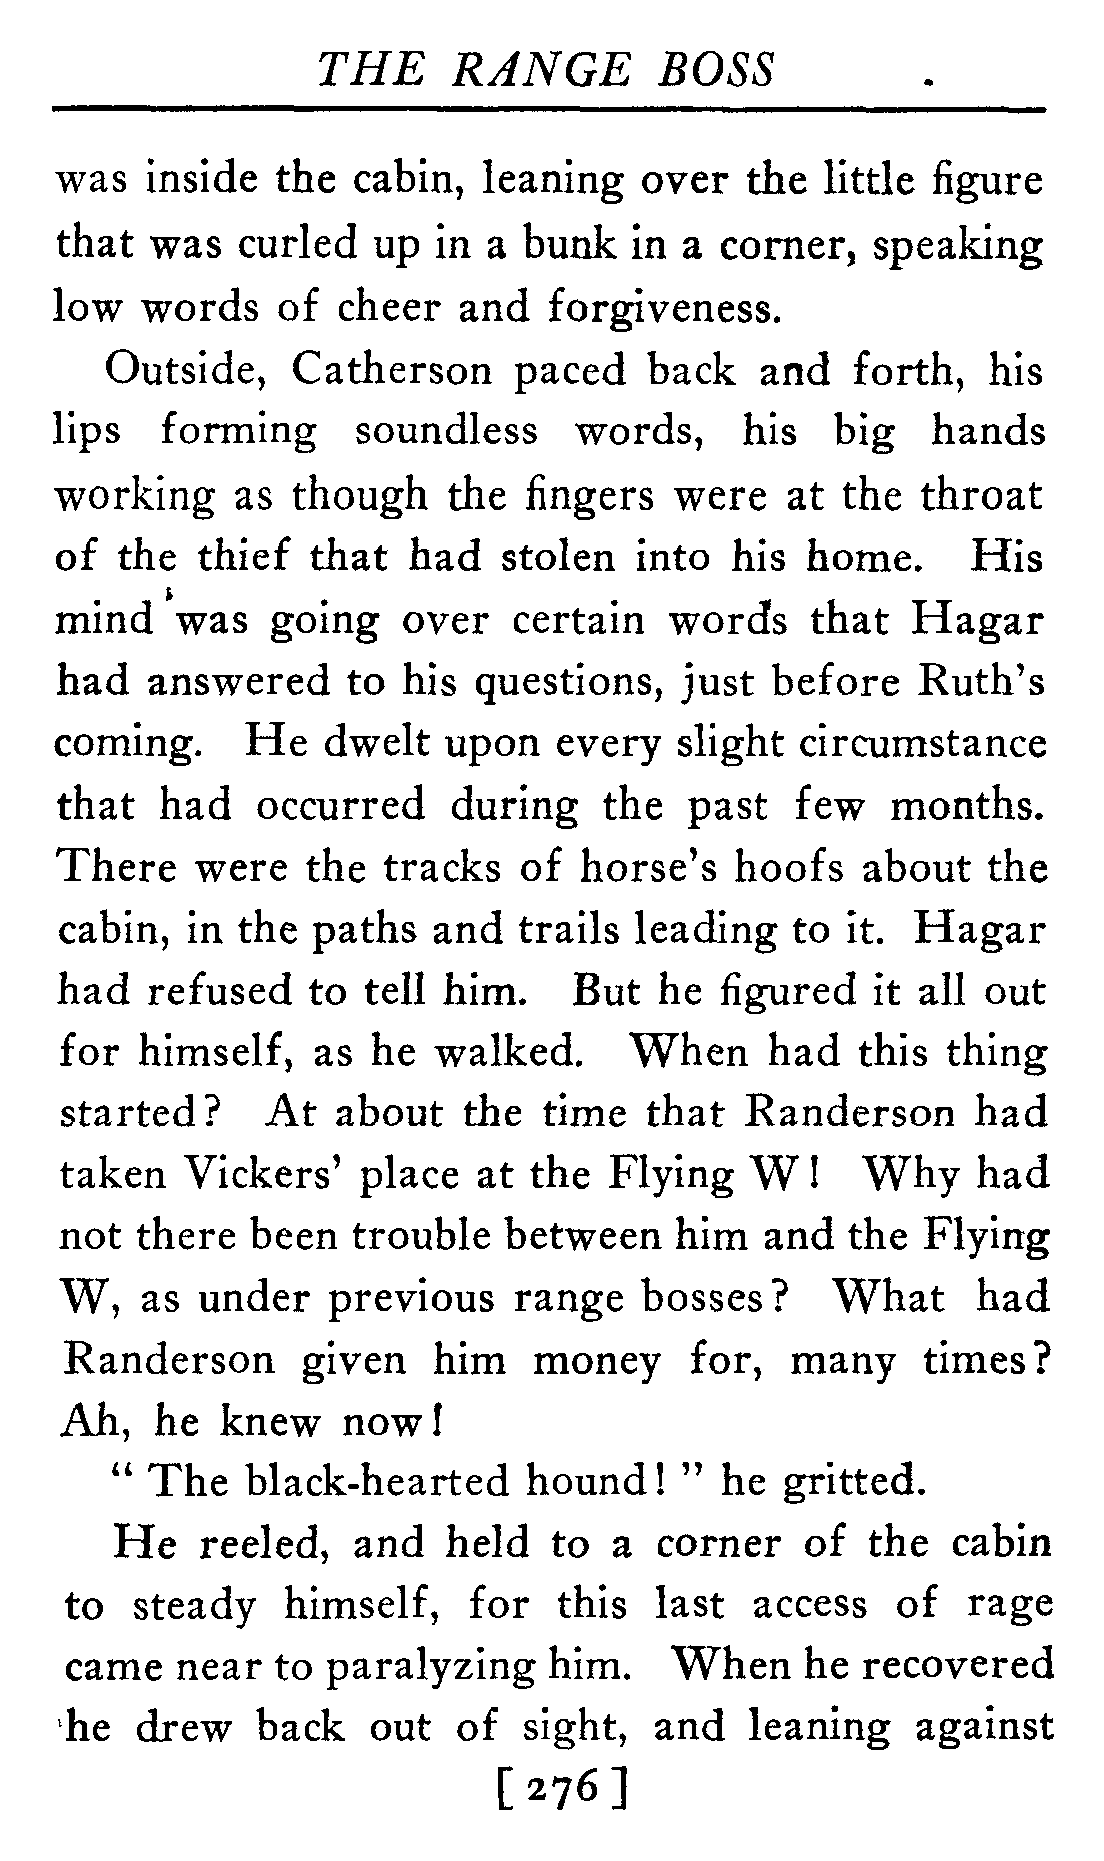 THE RANGE BOSS
was inside the cabin, leaning over the little figure
that was curled up in a bunk in a corner, speaking
low words of cheer and forgiveness.
Outside, Catherson paced back and forth, his
lips forming soundless words, his big hands
working as though the fingers were at the throat
of the thief that had stolen into his home. His
mind was going over certain words that Hagar
had answered to his questions, just before Ruth's
coming. He dwelt upon every slight circumstance
that had occurred during the past few months.
There were the tracks of horse's hoofs about the
cabin, in the paths and trails leading to it. Hagar
had refused to tell him. But he figured it all out
for himself, as he walked. When had this thing
started? At about the time that Randerson had
taken Vickers' place at the Flying W! Why had
not there been trouble between him and the Flying
W, as under previous range bosses? What had
Randerson given him money for, many times?
Ah, he knew now!
" The black-hearted hound! " he gritted.
He reeled, and held to a corner of the cabin
to steady himself, for this last access of rage
came near to paralyzing him. When he recovered
he drew back out of sight, and leaning against
[ 276 ]